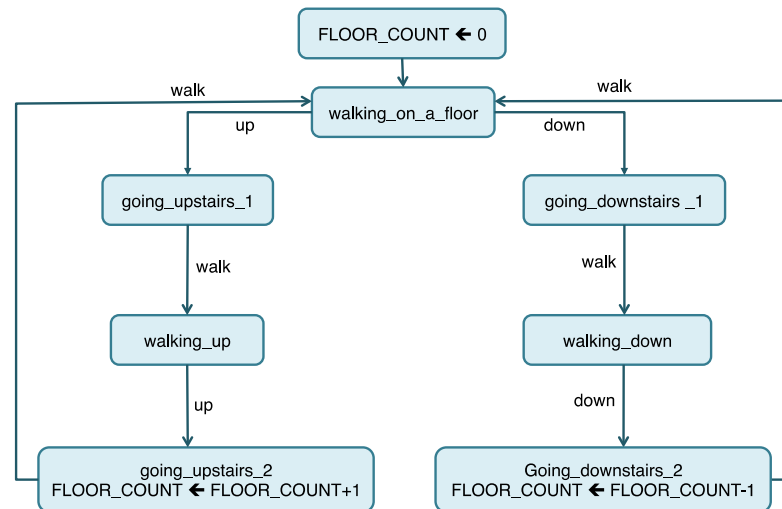 FLOOR_COUNT ← 0
walk
walk
walking_on_a_floor
up
down
going_upstairs_1
going_downstairs _1
walk
walk
walking_up
walking_down
up
down
going_upstairs_2
FLOOR_COUNT ← FLOOR_COUNT+1
Going_downstairs_2
FLOOR_COUNT ← FLOOR_COUNT-1